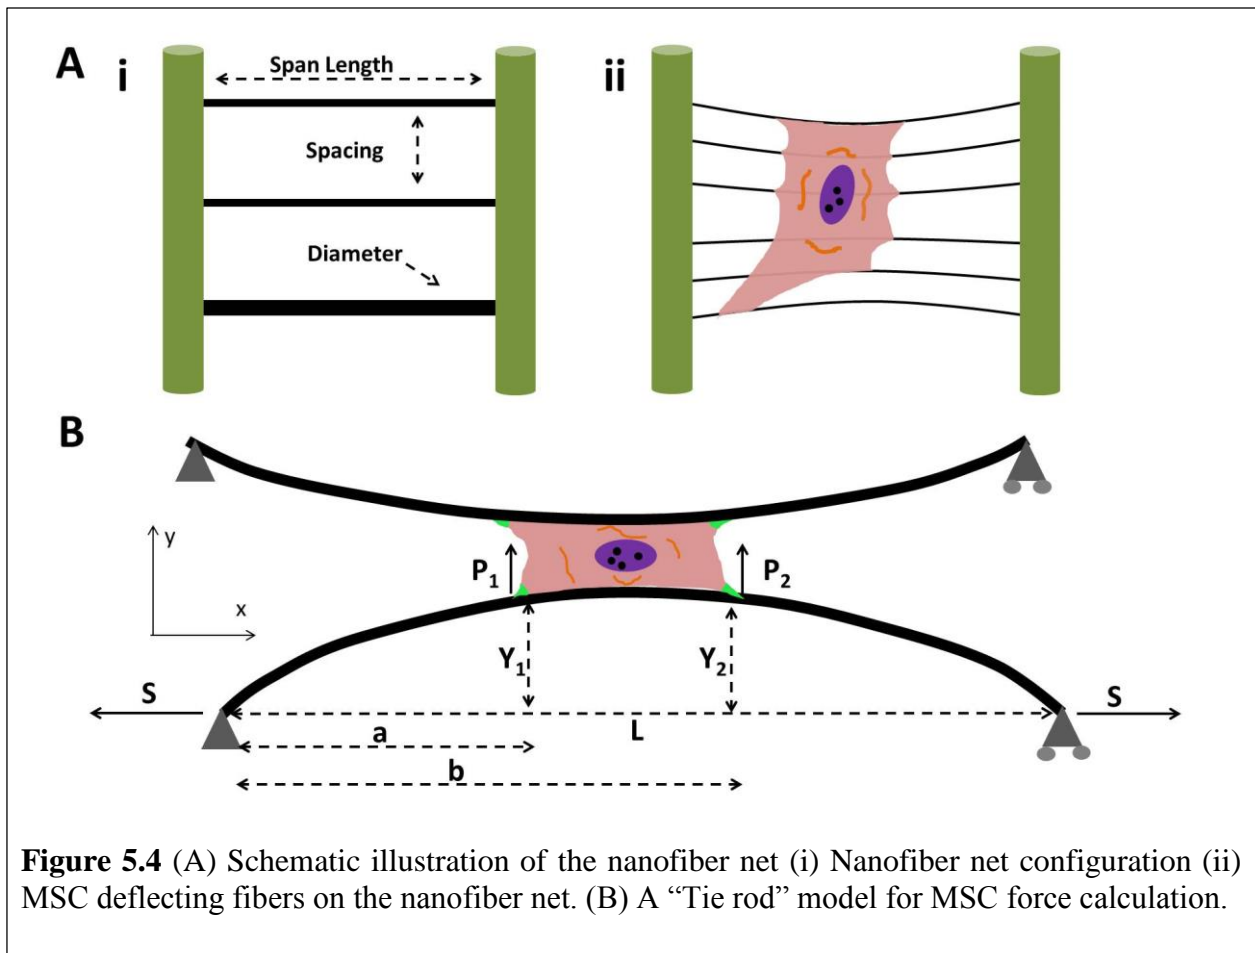 A
i
Span Length
Spacing
Diameter
ii
B
y
x
P1
P2
Y1
Y2
S
S
a
L
b
Figure 5.4 (A) Schematic illustration of the nanofiber net (i) Nanofiber net configuration (ii)
MSC deflecting fibers on the nanofiber net. (B) A “Tie rod” model for MSC force calculation.